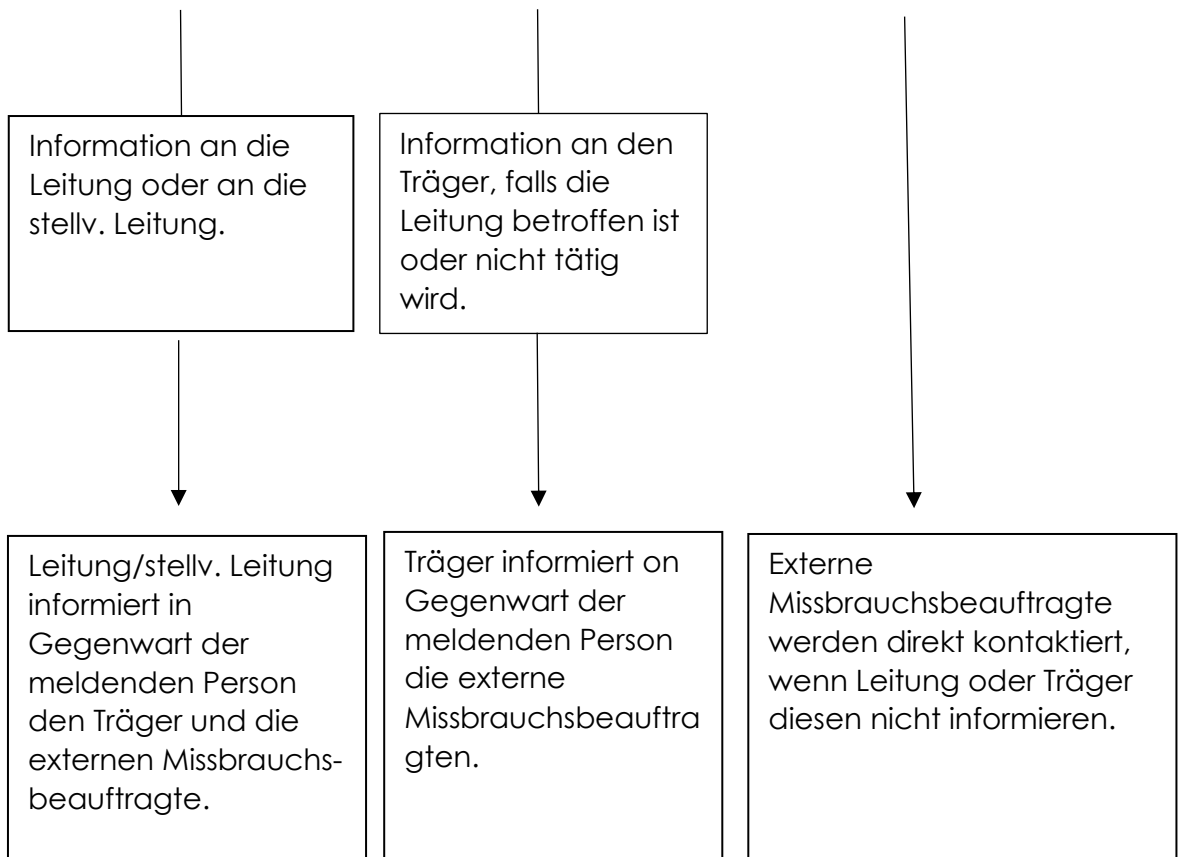 Information an die
Leitung oder an die
stellv. Leitung.
Information an den
Träger, falls die
Leitung betroffen ist
oder nicht tätig
wird.
Leitung/stellv. Leitung
informiert in
Gegenwart der
meldenden Person
den Träger und die
externen Missbrauchs-
beauftragte.
Träger informiert on
Gegenwart der
meldenden Person
die externe
Missbrauchsbeauftra
gten.
Externe
Missbrauchsbeauftragte
werden direkt kontaktiert,
wenn Leitung oder Träger
diesen nicht informieren.